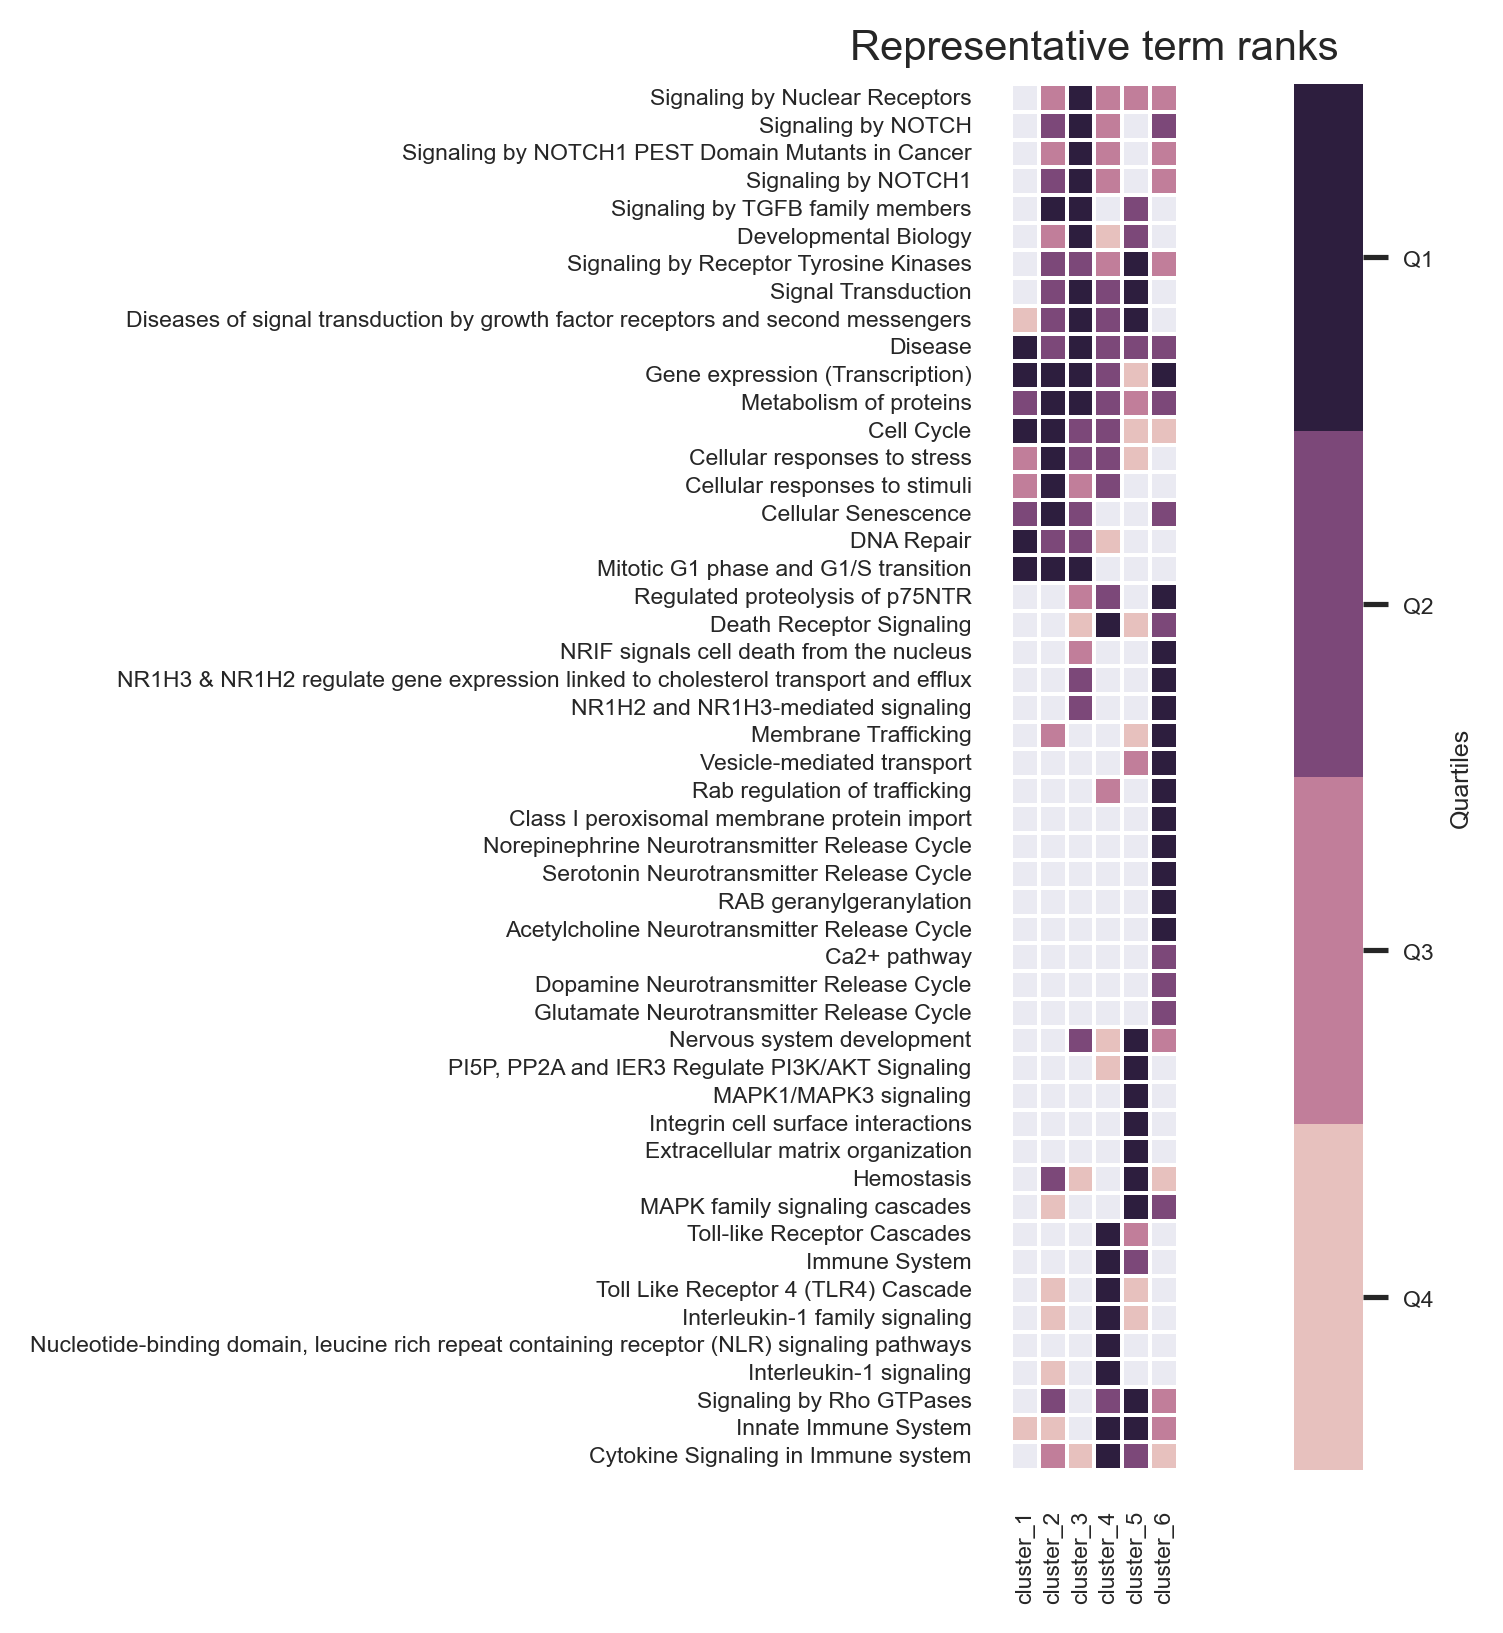 Representative term ranks
Signaling by Nuclear Receptors
Signaling by NOTCH
Signaling by NOTCH1 PEST Domain Mutants in Cancer
Signaling by NOTCH1
Signaling by TGFB family members
Developmental Biology
Signaling by Receptor Tyrosine Kinases
Signal Transduction
Diseases of signal transduction by growth factor receptors and second messengers
Disease
Gene expression (Transcription)
Metabolism of proteins
Cell Cycle
Cellular responses to stress
Cellular responses to stimuli
Cellular Senescence
DNA Repair
Mitotic G1 phase and G1/S transition
Regulated proteolysis of p75NTR
Death Receptor Signaling
NRIF signals cell death from the nucleus
NR1H3 & NR1H2 regulate gene expression linked to cholesterol transport and efflux
NR1H2 and NR1H3-mediated signaling
Membrane Trafficking
Vesicle-mediated transport
Rab regulation of trafficking
Class I peroxisomal membrane protein import
Norepinephrine Neurotransmitter Release Cycle
Serotonin Neurotransmitter Release Cycle
RAB geranylgeranylation
Acetylcholine Neurotransmitter Release Cycle
Ca2+ pathway
Dopamine Neurotransmitter Release Cycle
Glutamate Neurotransmitter Release Cycle
Nervous system development
PI5P, PP2A and IER3 Regulate PI3K/AKT Signaling
MAPK1/MAPK3 signaling
Integrin cell surface interactions
Extracellular matrix organization
Hemostasis
MAPK family signaling cascades
Toll-like Receptor Cascades
Immune System
Toll Like Receptor 4 (TLR4) Cascade
Interleukin-1 family signaling
Nucleotide-binding domain, leucine rich repeat containing receptor (NLR) signaling pathways
Interleukin-1 signaling
Signaling by Rho GTPases
Innate Immune System
Cytokine Signaling in Immune system
cluster_1
cluster_2
cluster_3
cluster_4
cluster_5
cluster_6
Q1
Q2
Q3
Q4
Quartiles